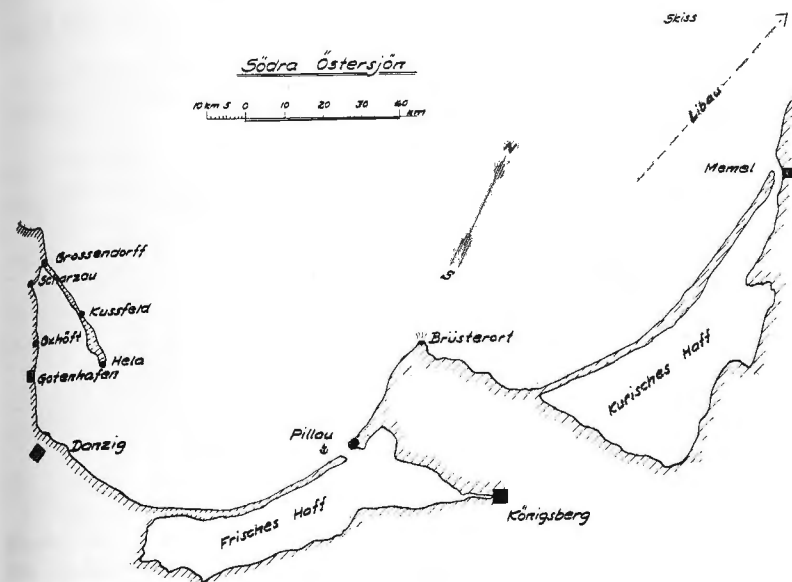 Skiss
Södra Östersjön
10 km 5 0 10 20 30 40 km
N
S
Libau
Memel
Grossendorff
Scharzau
Kussfeld
Oxhöft
Hela
Gotenhafen
Brüsterort
Kurisches Haff
Danzig
Pillau
Königsberg
Frisches Haff